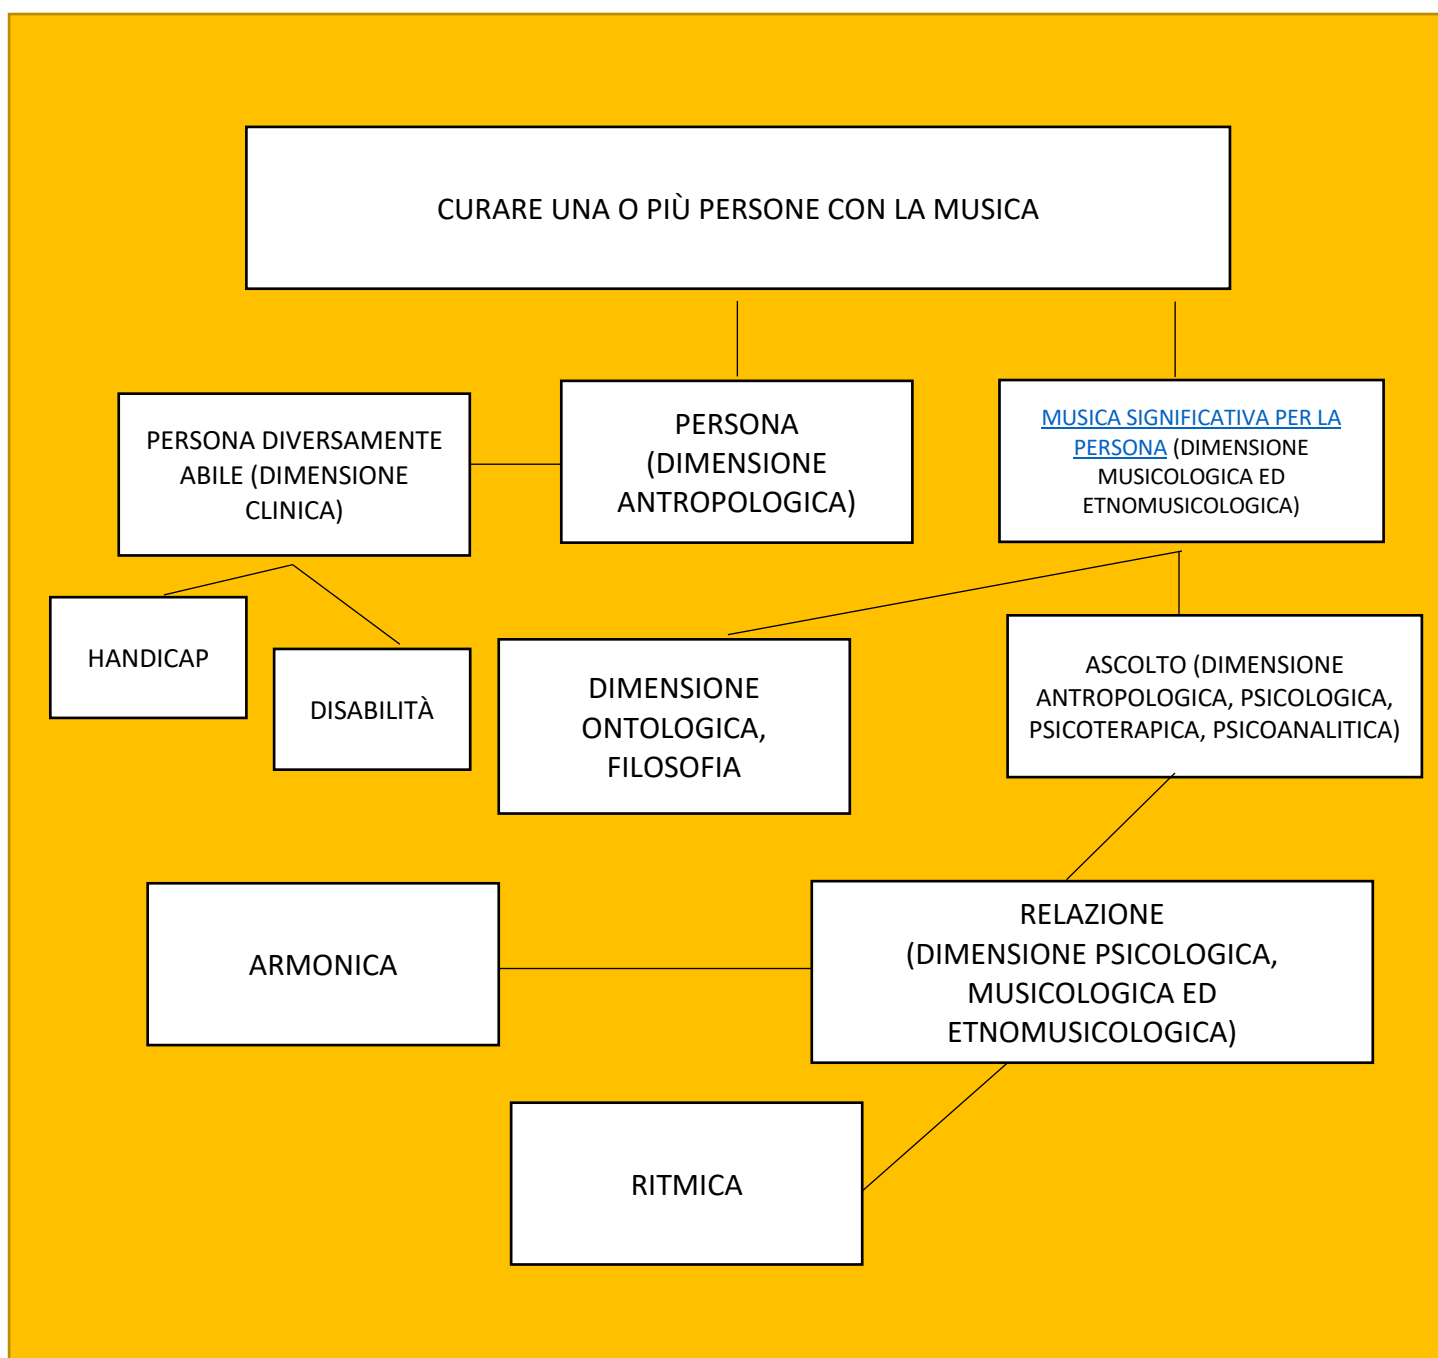 CURARE UNA O PIÙ PERSONE CON LA MUSICA
PERSONA DIVERSAMENTE
ABILE (DIMENSIONE
CLINICA)
PERSONA
(DIMENSIONE
ANTROPOLOGICA)
MUSICA SIGNIFICATIVA PER LA
PERSONA (DIMENSIONE
MUSICOLOGICA ED
ETNOMUSICOLOGICA)
HANDICAP
DISABILITÀ
DIMENSIONE
ONTOLOGICA,
FILOSOFIA
ASCOLTO (DIMENSIONE
ANTROPOLOGICA, PSICOLOGICA,
PSICOTERAPICA, PSICOANALITICA)
ARMONICA
RELAZIONE
(DIMENSIONE PSICOLOGICA,
MUSICOLOGICA ED
ETNOMUSICOLOGICA)
RITMICA